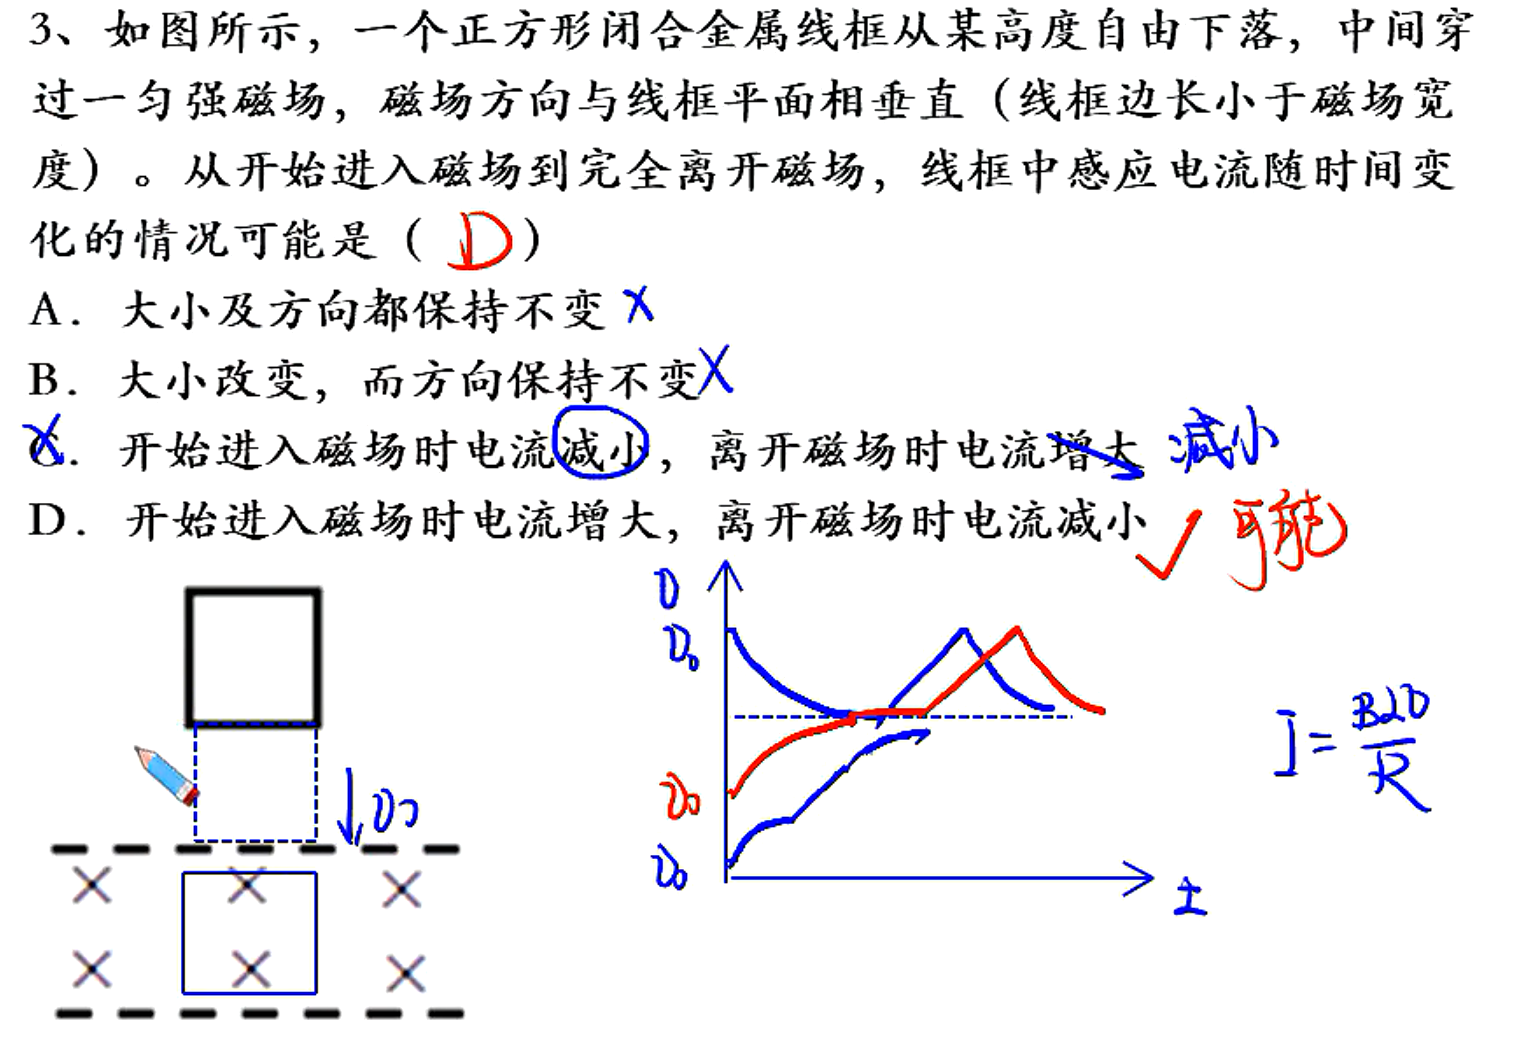 3、如图所示，一个正方形闭合金属线框从某高度自由下落，中间穿
过一匀强磁场，磁场方向与线框平面相垂直（线框边长小于磁场宽
度）。从开始进入磁场到完全离开磁场，线框中感应电流随时间变
化的情况可能是（ D ）
A. 大小及方向都保持不变 ×
B. 大小改变，而方向保持不变 ×
C. 开始进入磁场时电流减小，离开磁场时电流增大 减小
D. 开始进入磁场时电流增大，离开磁场时电流减小 ✓ 可能
υ
υ₀
υ₀
υ₀
υ₀
t
I = BLυ/R